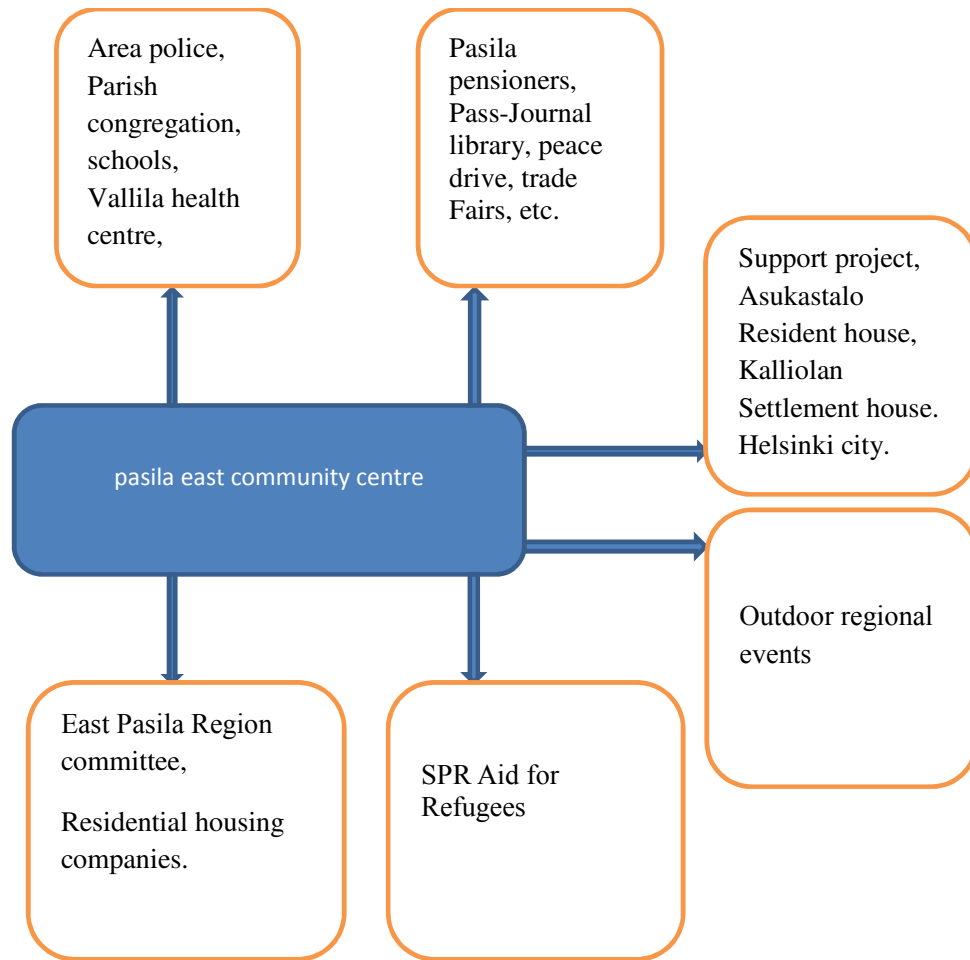 Area police,
Parish
congregation,
schools,
Vallila health
centre,
Pasila
pensioners,
Pass-Journal
library, peace
drive, trade
Fairs, etc.
Support project,
Asukastalo
Resident house,
Kalliolan
Settlement house.
Helsinki city.
pasila east community centre
Outdoor regional
events
East Pasila Region
committee,
Residential housing
companies.
SPR Aid for
Refugees